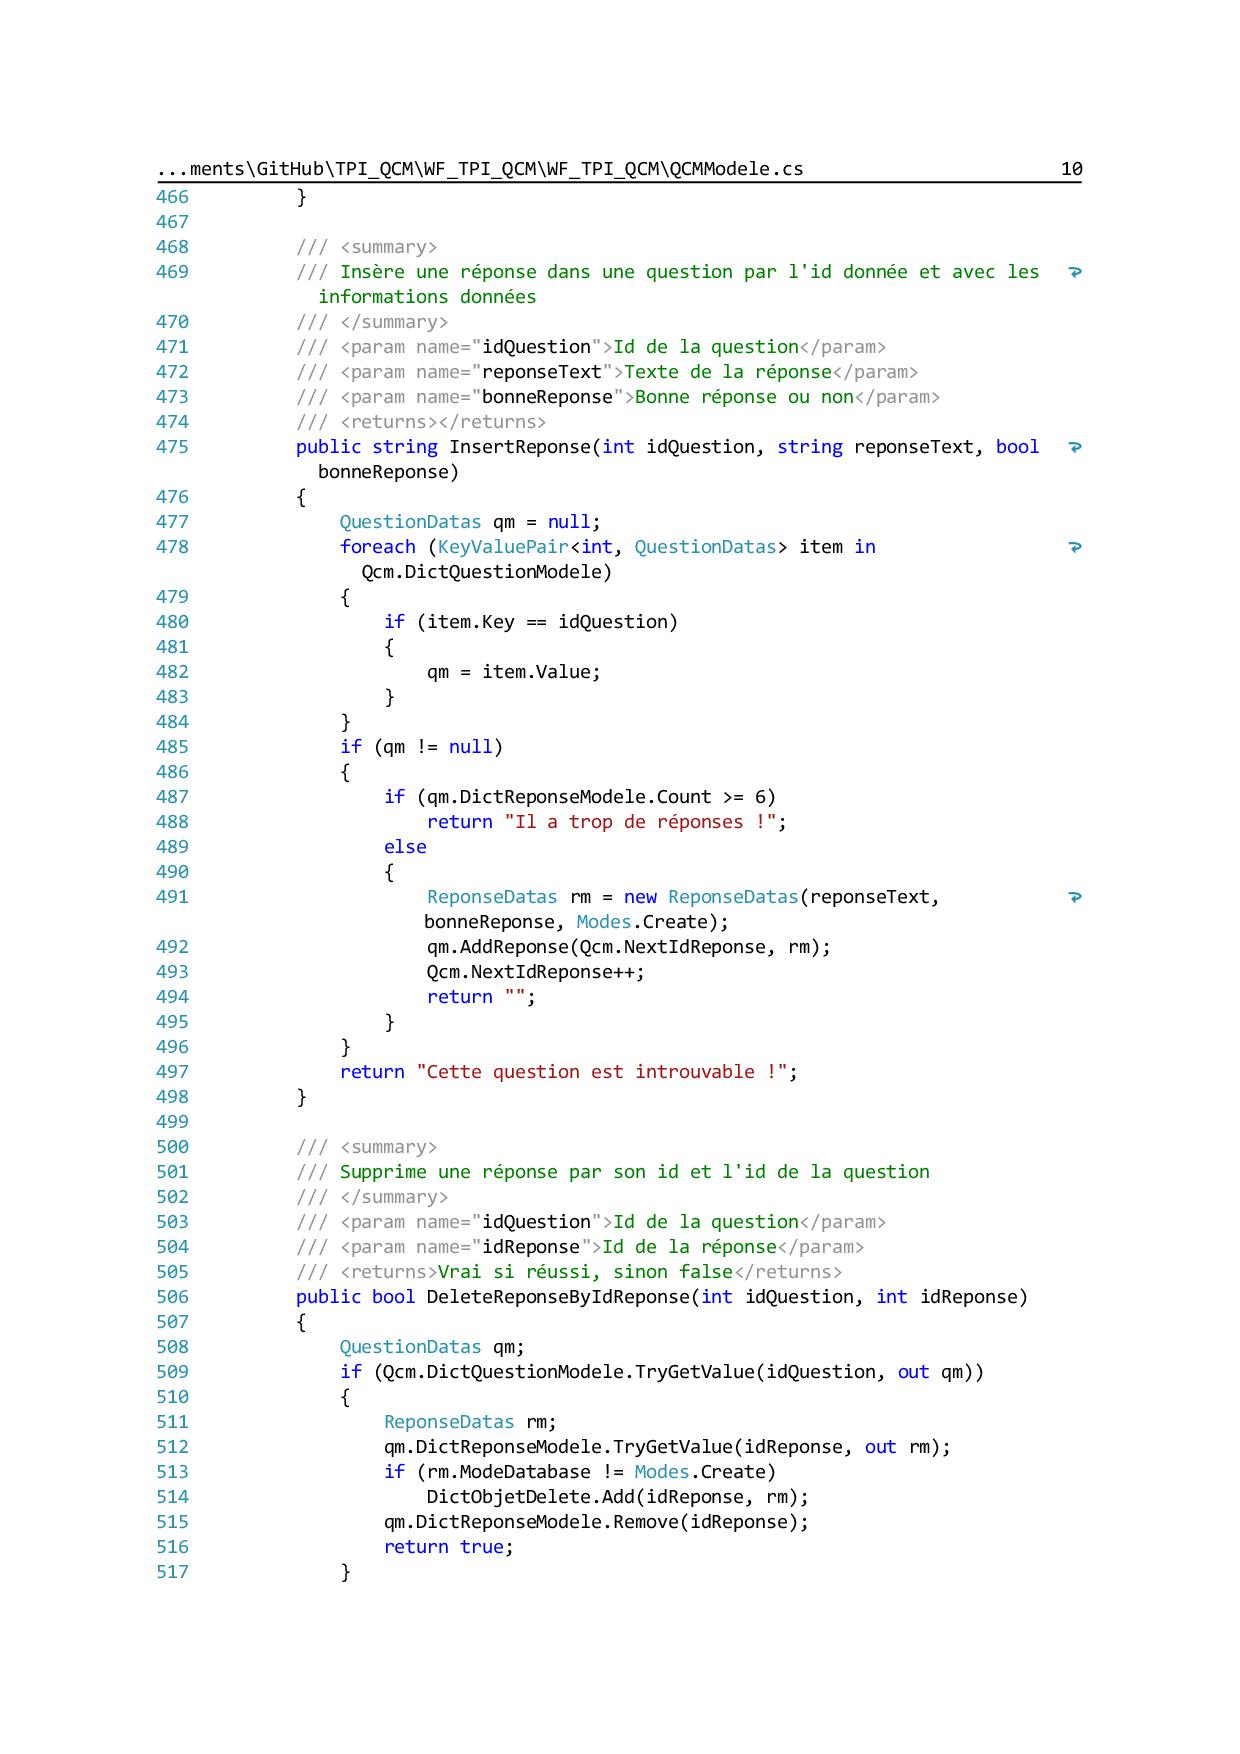 ...ments\GitHub\TPI_QCM\WF_TPI_QCM\WF_TPI_QCM\QCMModele.cs 10
466 }
467
468 /// <summary>
469 /// Insère une réponse dans une question par l'id donnée et avec les
informations données
470 /// </summary>
471 /// <param name="idQuestion">Id de la question</param>
472 /// <param name="reponseText">Texte de la réponse</param>
473 /// <param name="bonneReponse">Bonne réponse ou non</param>
474 /// <returns></returns>
475 public string InsertReponse(int idQuestion, string reponseText, bool
bonneReponse)
476 {
477 QuestionDatas qm = null;
478 foreach (KeyValuePair<int, QuestionDatas> item in
Qcm.DictQuestionModele)
479 {
480 if (item.Key == idQuestion)
481 {
482 qm = item.Value;
483 }
484 }
485 if (qm != null)
486 {
487 if (qm.DictReponseModele.Count >= 6)
488 return "Il a trop de réponses !";
489 else
490 {
491 ReponseDatas rm = new ReponseDatas(reponseText,
bonneReponse, Modes.Create);
492 qm.AddReponse(Qcm.NextIdReponse, rm);
493 Qcm.NextIdReponse++;
494 return "";
495 }
496 }
497 return "Cette question est introuvable !";
498 }
499
500 /// <summary>
501 /// Supprime une réponse par son id et l'id de la question
502 /// </summary>
503 /// <param name="idQuestion">Id de la question</param>
504 /// <param name="idReponse">Id de la réponse</param>
505 /// <returns>Vrai si réussi, sinon false</returns>
506 public bool DeleteReponseByIdReponse(int idQuestion, int idReponse)
507 {
508 QuestionDatas qm;
509 if (Qcm.DictQuestionModele.TryGetValue(idQuestion, out qm))
510 {
511 ReponseDatas rm;
512 qm.DictReponseModele.TryGetValue(idReponse, out rm);
513 if (rm.ModeDatabase != Modes.Create)
514 DictObjetDelete.Add(idReponse, rm);
515 qm.DictReponseModele.Remove(idReponse);
516 return true;
517 }